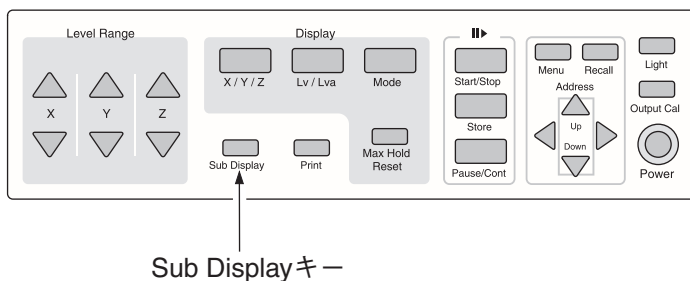 Level Range
X
Y
Z
Display
X / Y / Z
Lv / Lva
Mode
Sub Display
Print
Max Hold
Reset
Start/Stop
Store
Pause/Cont
Menu
Recall
Address
Up
Down
Light
Output Cal
Power
Sub Displayキー